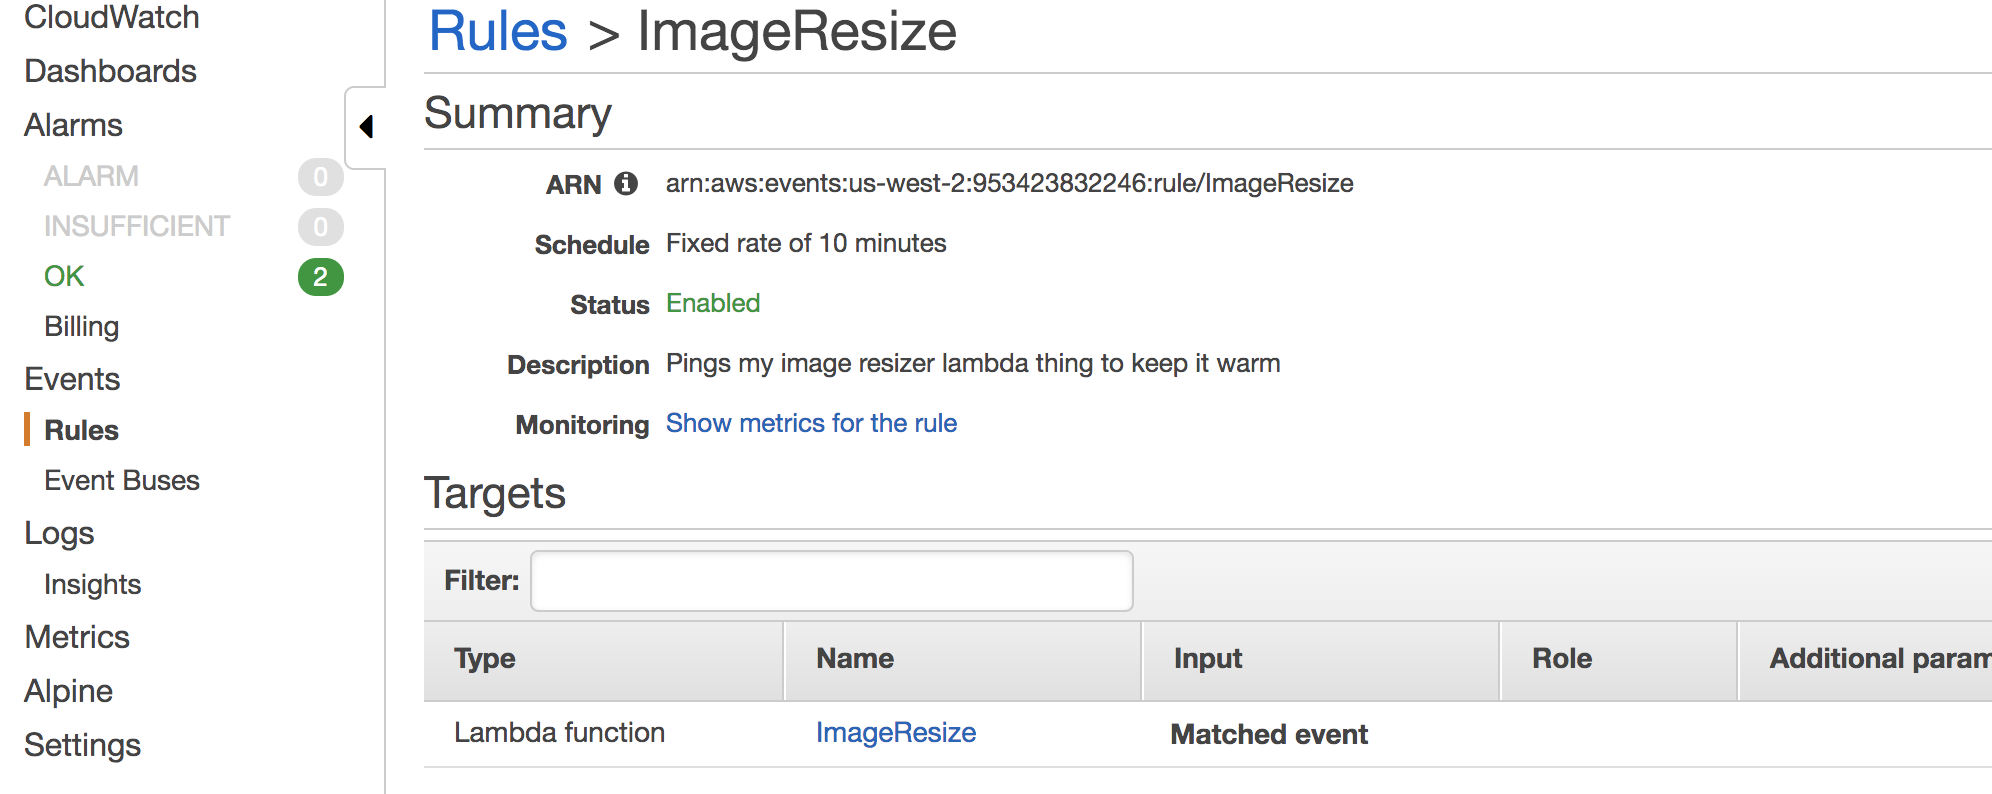 CloudWatch
Dashboards
Alarms
ALARM 0
INSUFFICIENT 0
OK 2
Billing
Events
Rules
Event Buses
Logs
Insights
Metrics
Alpine
Settings
Rules > ImageResize
Summary
ARN arn:aws:events:us-west-2:953423832246:rule/ImageResize
Schedule Fixed rate of 10 minutes
Status Enabled
Description Pings my image resizer lambda thing to keep it warm
Monitoring Show metrics for the rule
Targets
Filter:
Type Name Input Role Additional param
Lambda function ImageResize Matched event